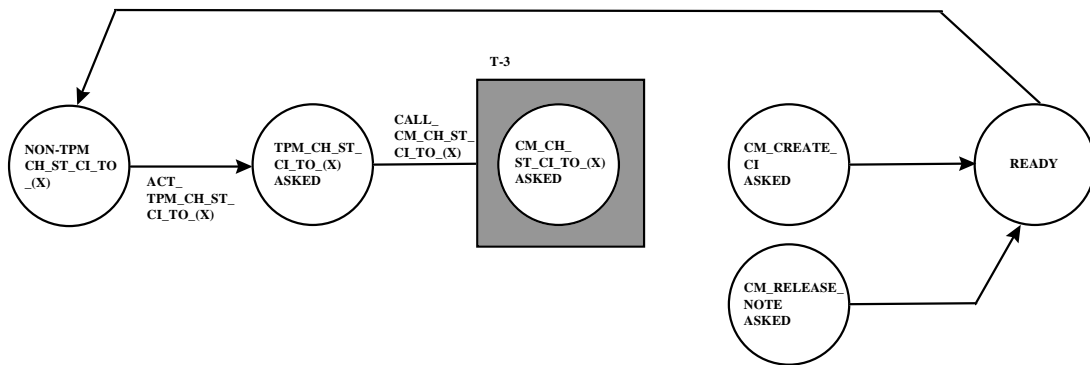 T-3
NON-TPM
CH_ST_CI_TO
_(X)
ACT_
TPM_CH_ST_
CI_TO_(X)
TPM_CH_ST_
CI_TO_(X)
ASKED
CALL_
CM_CH_ST_
CI_TO_(X)
CM_CH_
ST_CI_TO_(X)
ASKED
CM_CREATE_
CI
ASKED
READY
CM_RELEASE_
NOTE
ASKED